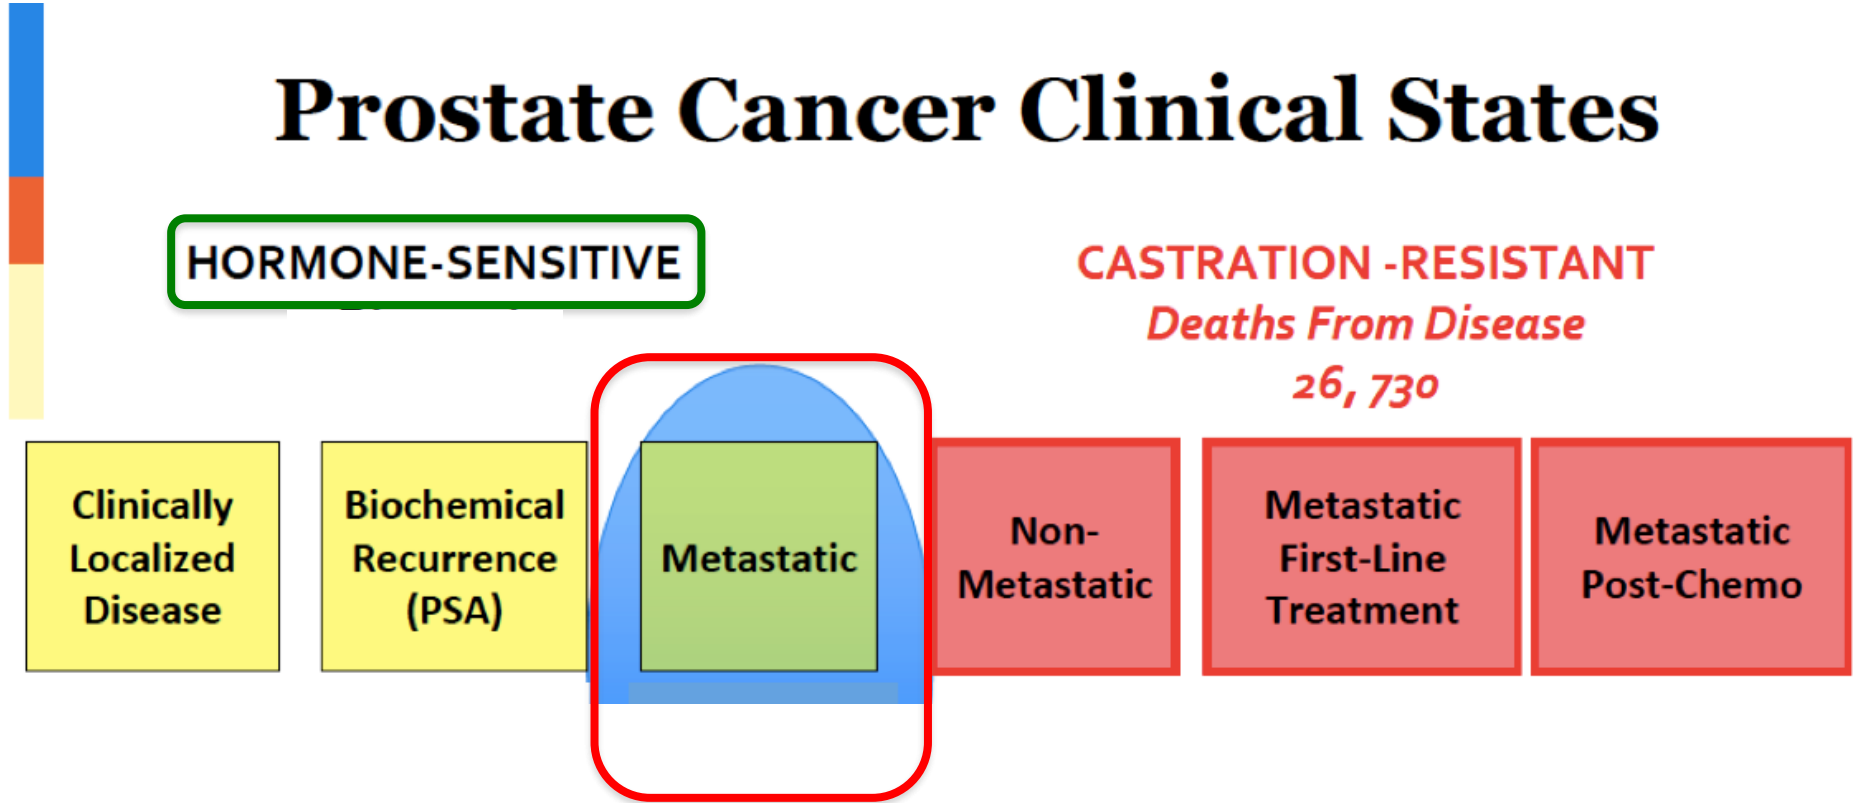 Prostate Cancer Clinical States
HORMONE-SENSITIVE
CASTRATION -RESISTANT
Deaths From Disease
26, 730
Clinically
Localized
Disease
Biochemical
Recurrence
(PSA)
Metastatic
Non-
Metastatic
Metastatic
First-Line
Treatment
Metastatic
Post-Chemo